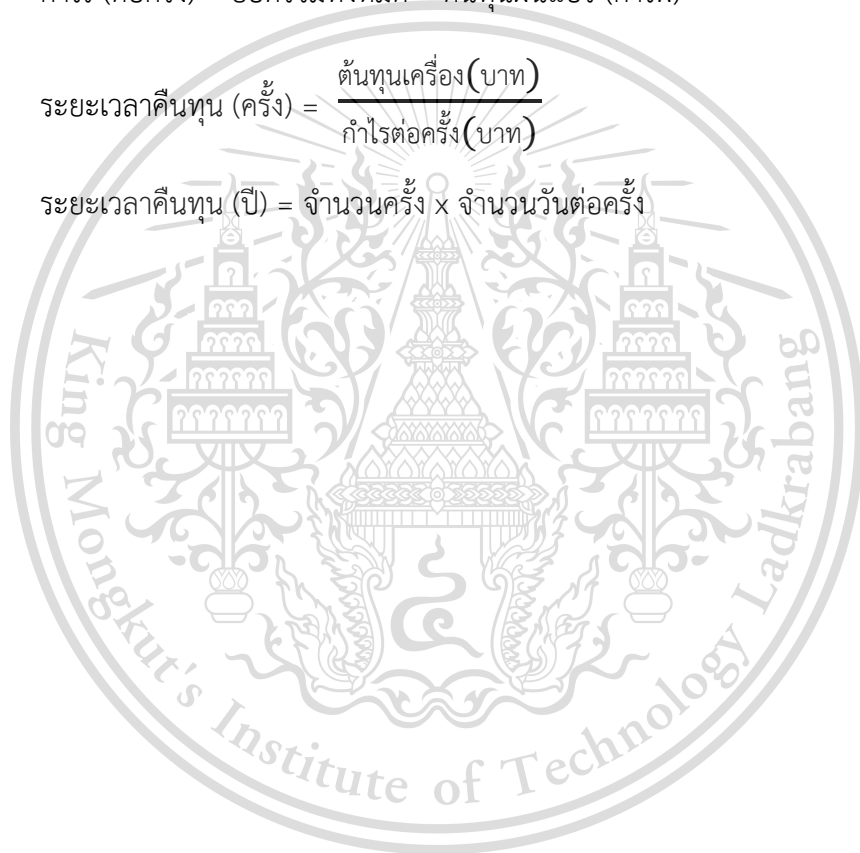 ระยะเวลาคืนทุน (ครั้ง) = ต้นทุนเครื่อง(บาท)
กำไรต่อครั้ง(บาท)
ระยะเวลาคืนทุน (ปี) = จำนวนครั้ง x จำนวนวันต่อครั้ง
King Mongkut's Institute of Technology Ladkrabang